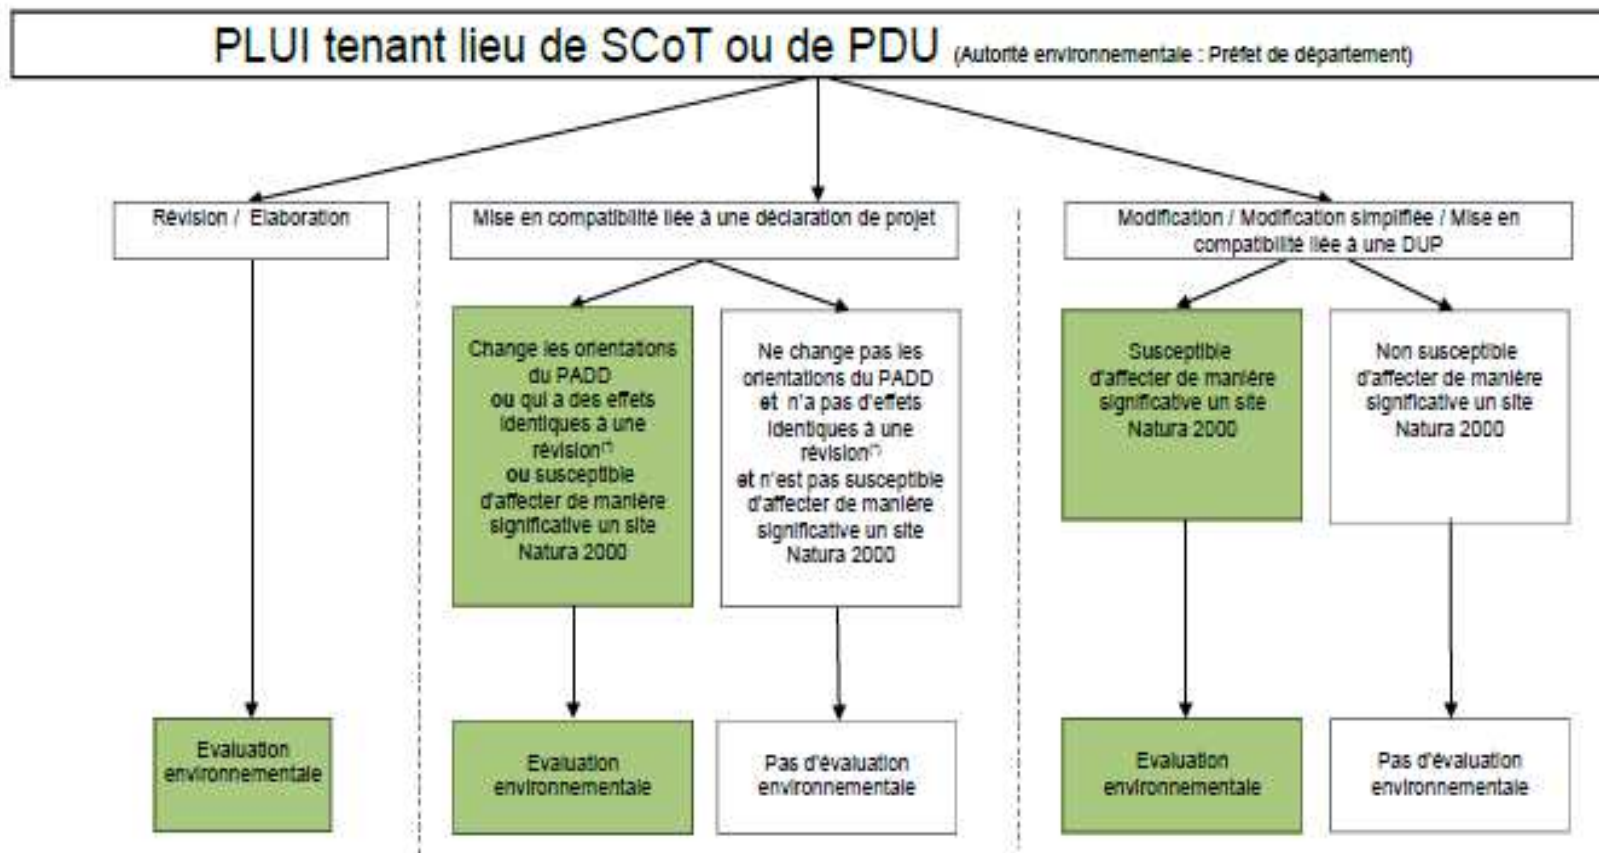 PLUI tenant lieu de SCoT ou de PDU (Autorité environnementale : Préfet de département)
Révision / Elaboration
Mise en compatibilité liée à une déclaration de projet
Modification / Modification simplifiée / Mise en
compatibilité liée à une DUP
Change les orientations
du PADD
ou qui a des effets
identiques à une
révision(*)
ou susceptible
d'affecter de manière
significative un site
Natura 2000
Ne change pas les
orientations du PADD
et n'a pas d'effets
identiques à une
révision(*)
et n'est pas susceptible
d'affecter de manière
significative un site
Natura 2000
Susceptible
d'affecter de manière
significative un site
Natura 2000
Non susceptible
d'affecter de manière
significative un site
Natura 2000
Evaluation
environnementale
Evaluation
environnementale
Pas d'évaluation
environnementale
Evaluation
environnementale
Pas d'évaluation
environnementale